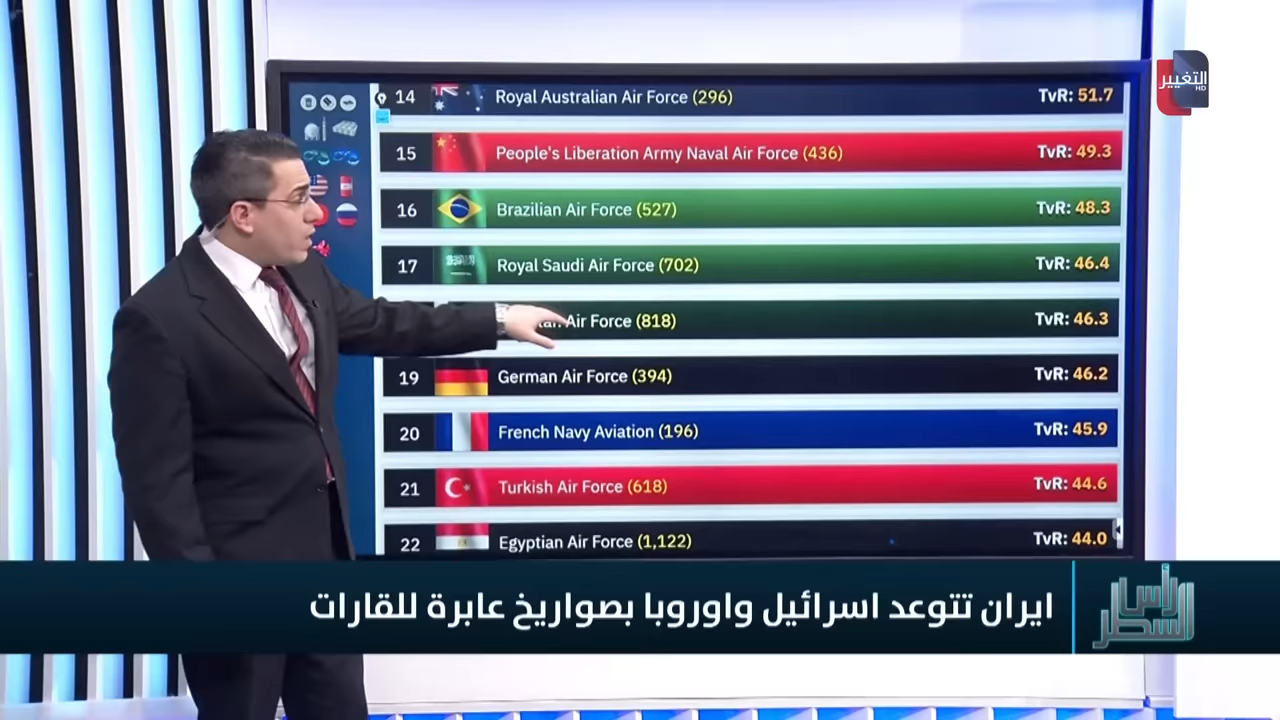 التغيير
HD
14 Royal Australian Air Force (296) TvR: 51.7
15 People's Liberation Army Naval Air Force (436) TvR: 49.3
16 Brazilian Air Force (527) TvR: 48.3
17 Royal Saudi Air Force (702) TvR: 46.4
Air Force (818) TvR: 46.3
19 German Air Force (394) TvR: 46.2
20 French Navy Aviation (196) TvR: 45.9
21 Turkish Air Force (618) TvR: 44.6
22 Egyptian Air Force (1,122) TvR: 44.0
ايران تتوعد اسرائيل واوروبا بصواريخ عابرة للقارات
رأس
السطر